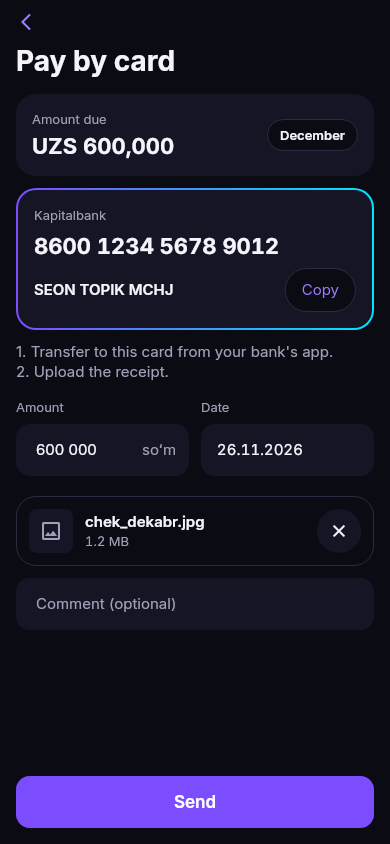 Pay by card
Amount due
UZS 600,000
December
Kapitalbank
8600 1234 5678 9012
SEON TOPIK MCHJ
Copy
1. Transfer to this card from your bank's app.
2. Upload the receipt.
Amount
Date
600 000
soʻm
26.11.2026
chek_dekabr.jpg
1.2 MB
Comment (optional)
Send